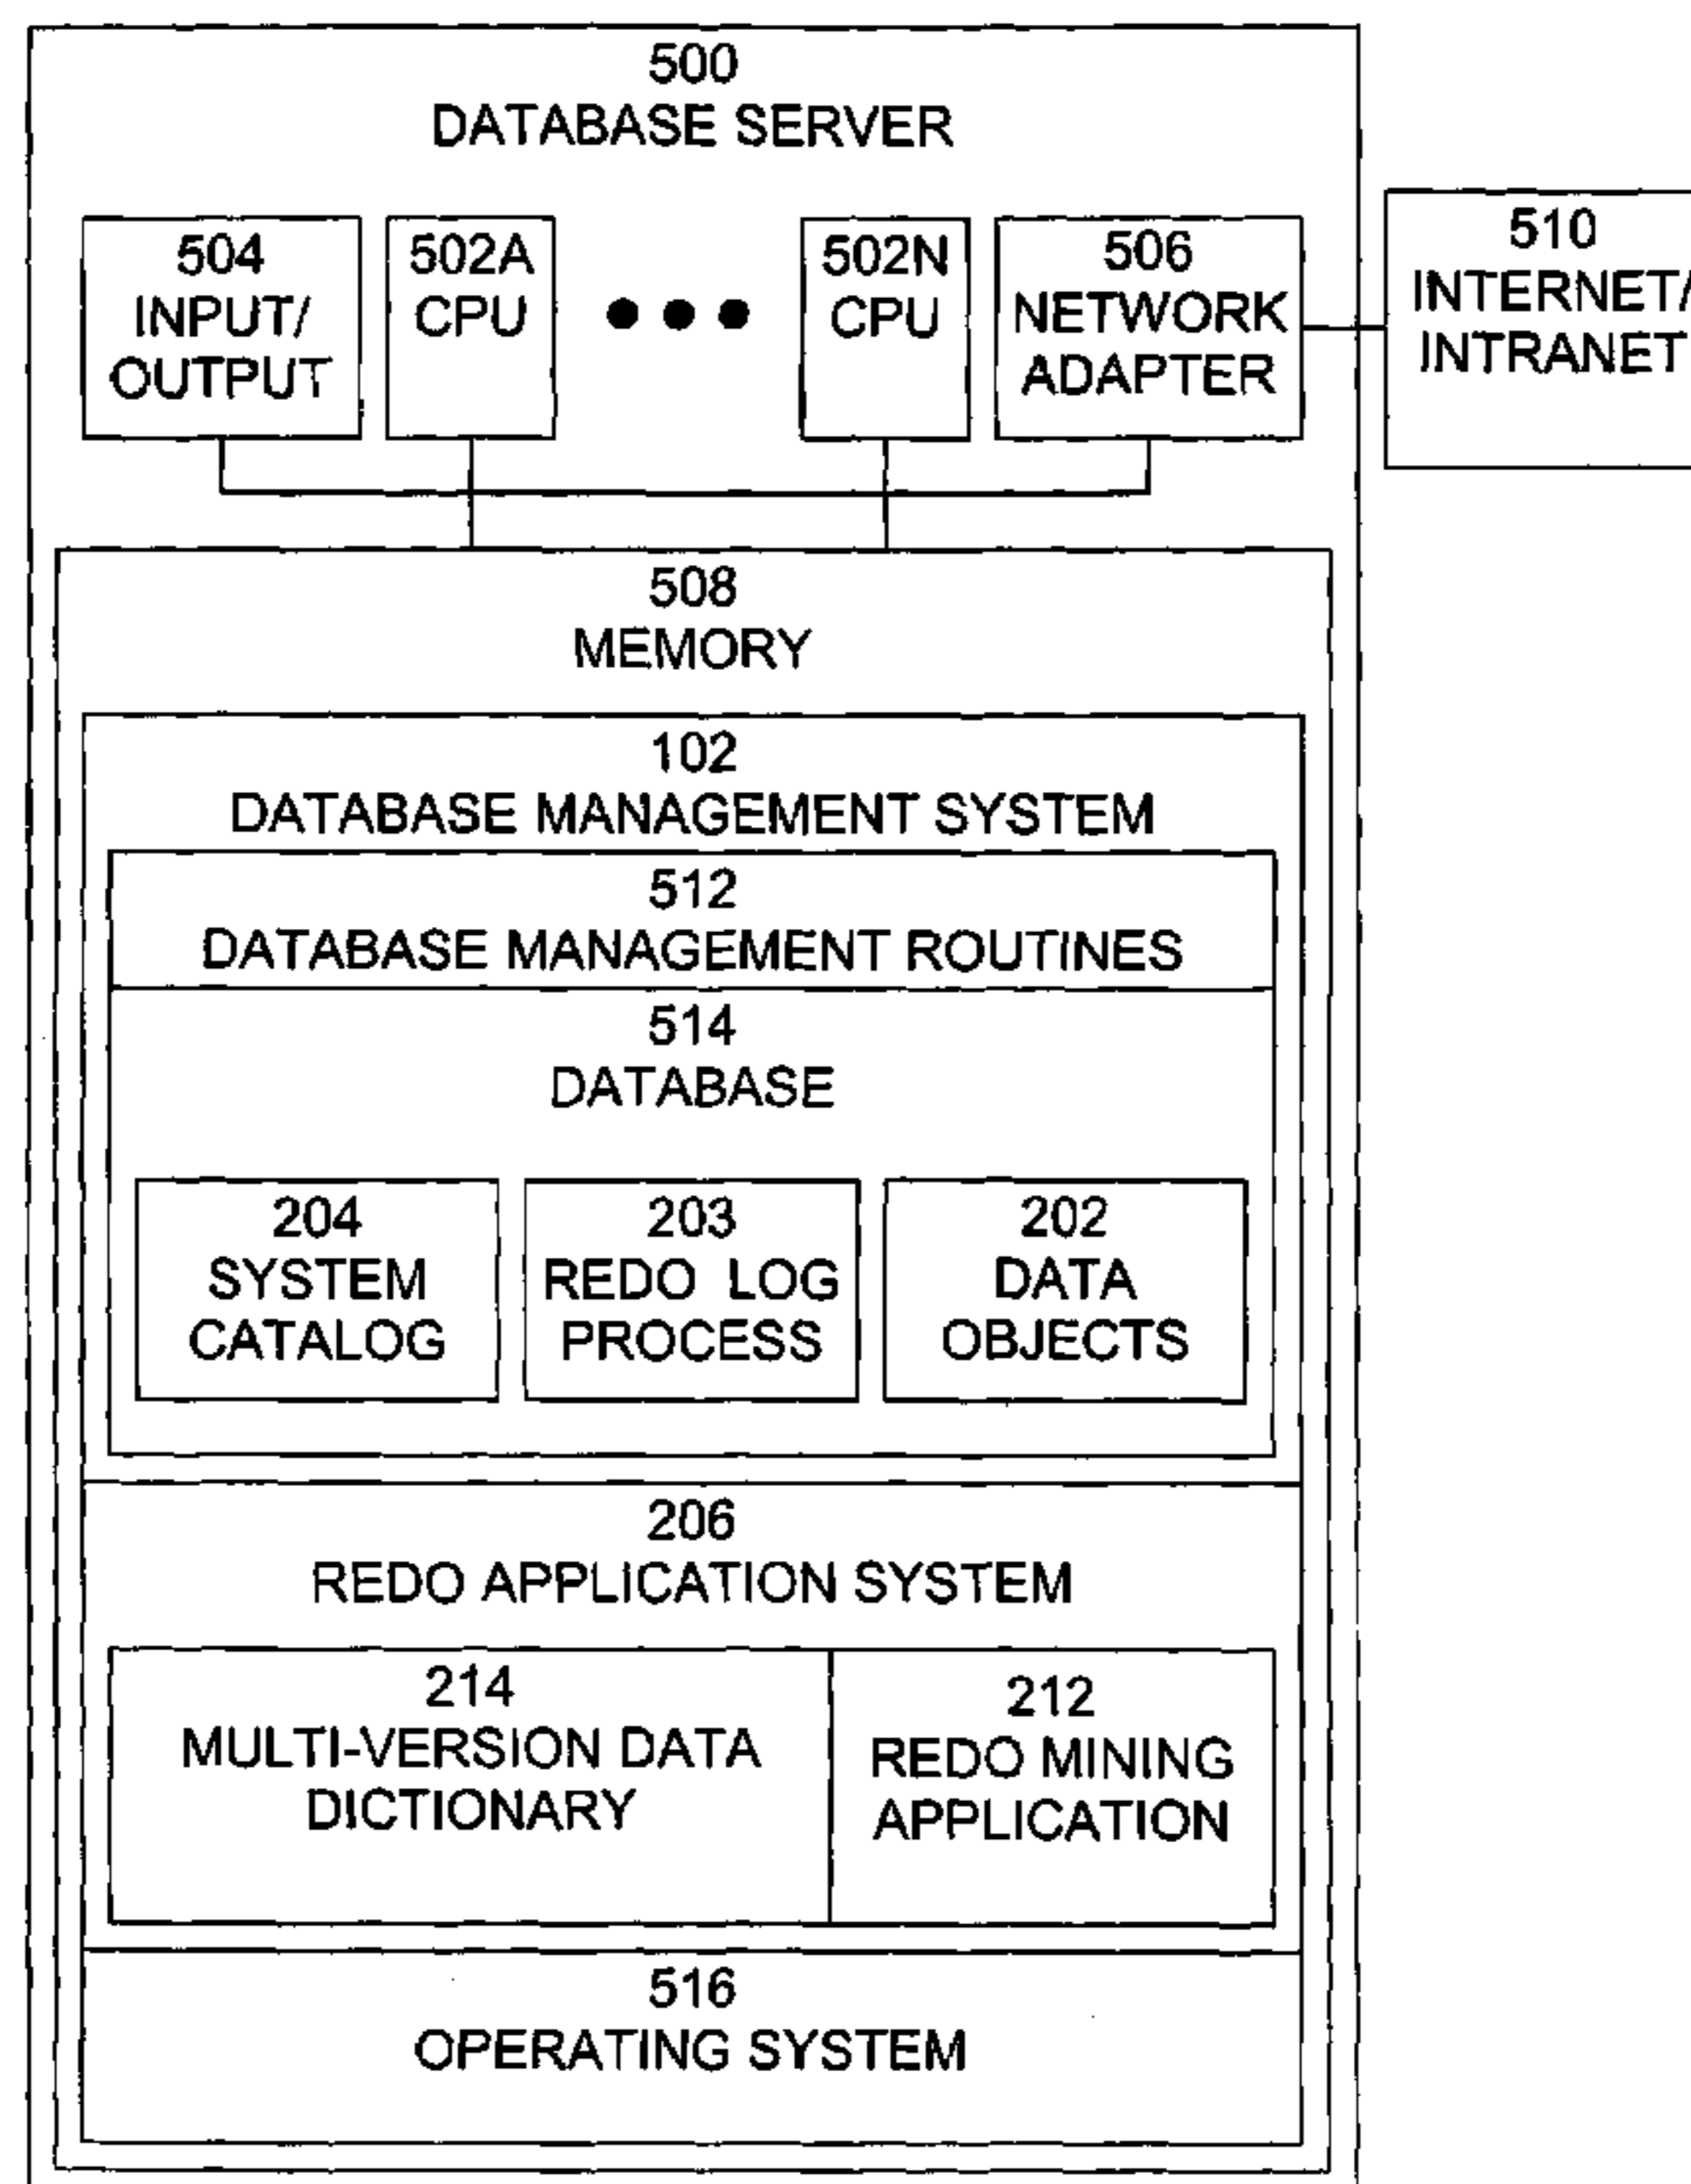 500
DATABASE SERVER
504
INPUT/
OUTPUT
502A
CPU
502N
CPU
506
NETWORK
ADAPTER
510
INTERNET/
INTRANET
508
MEMORY
102
DATABASE MANAGEMENT SYSTEM
512
DATABASE MANAGEMENT ROUTINES
514
DATABASE
204
SYSTEM
CATALOG
203
REDO LOG
PROCESS
202
DATA
OBJECTS
206
REDO APPLICATION SYSTEM
214
MULTI-VERSION DATA
DICTIONARY
212
REDO MINING
APPLICATION
516
OPERATING SYSTEM